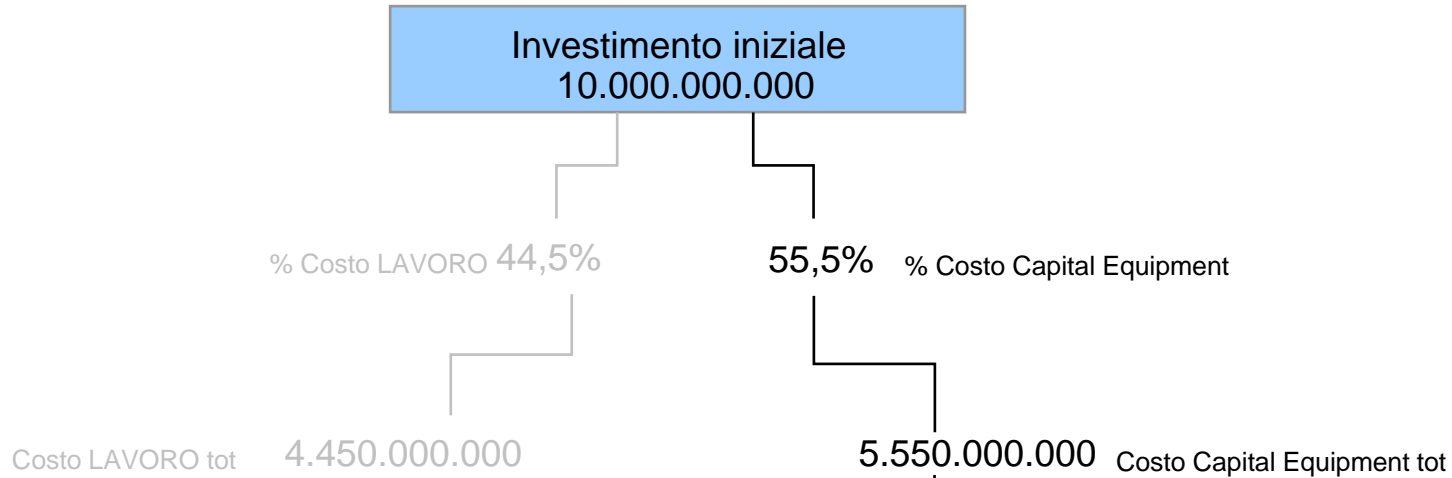 Investimento iniziale
10.000.000.000
% Costo LAVORO 44,5% 55,5% % Costo Capital Equipment
Costo LAVORO tot 4.450.000.000 5.550.000.000 Costo Capital Equipment tot